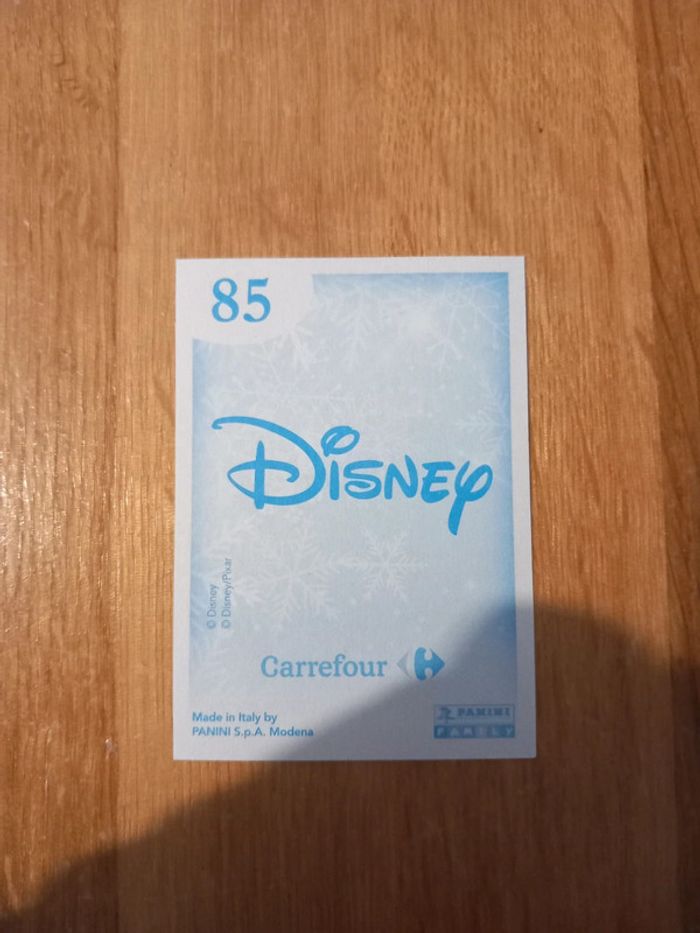 85
Disney
© Disney
© Disney/Pixar
Carrefour
Made in Italy by
PANINI S.p.A. Modena
PANINI
FAMILY